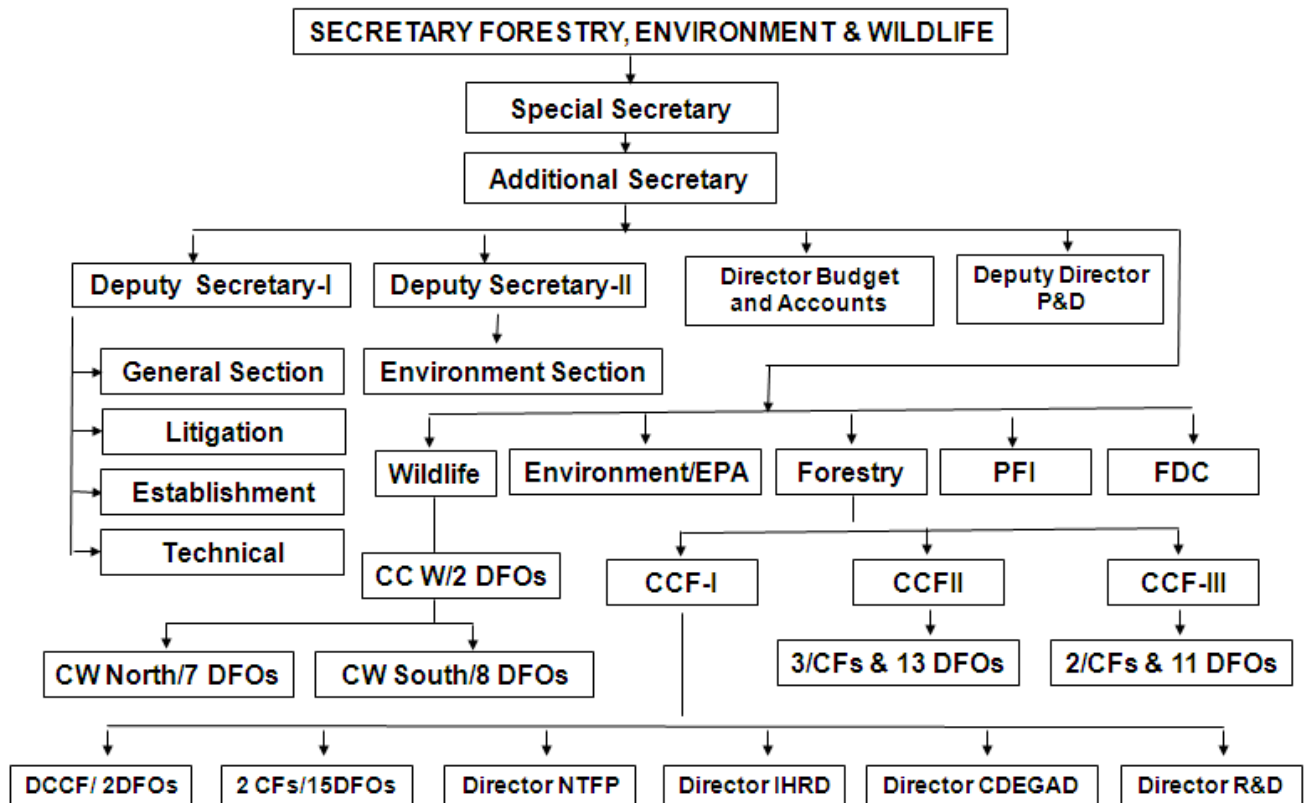 SECRETARY FORESTRY, ENVIRONMENT & WILDLIFE
Special Secretary
Additional Secretary
Deputy Secretary-I
Deputy Secretary-II
Director Budget
and Accounts
Deputy Director
P&D
General Section
Environment Section
Litigation
Establishment
Technical
Wildlife
Environment/EPA
Forestry
PFI
FDC
CC W/2 DFOs
CCF-I
CCFII
CCF-III
CW North/7 DFOs
CW South/8 DFOs
3/CFs & 13 DFOs
2/CFs & 11 DFOs
DCCF/ 2DFOs
2 CFs/15DFOs
Director NTFP
Director IHRD
Director CDEGAD
Director R&D